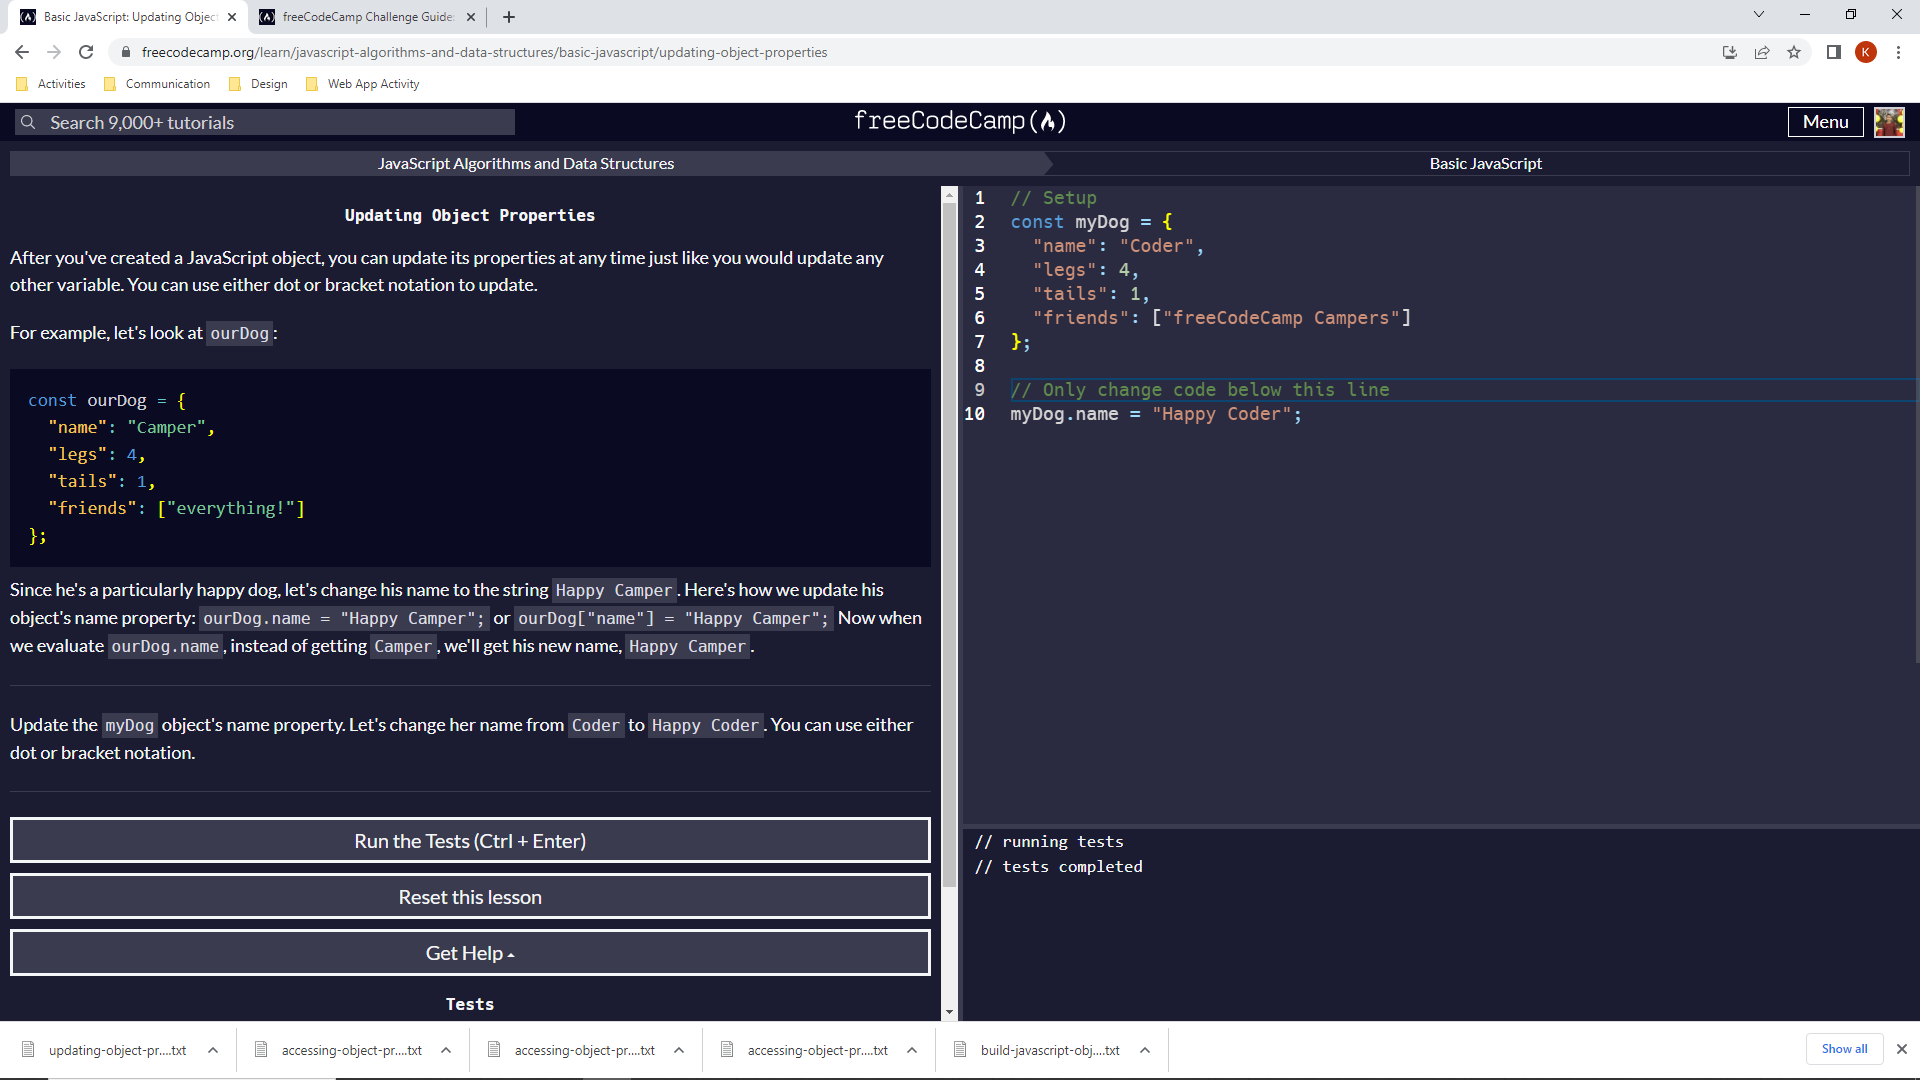 Basic JavaScript: Updating Object
freeCodeCamp Challenge Guide:
freecodecamp.org/learn/javascript-algorithms-and-data-structures/basic-javascript/updating-object-properties
K
Activities
Communication
Design
Web App Activity
Search 9,000+ tutorials
freeCodeCamp
Menu
JavaScript Algorithms and Data Structures
Basic JavaScript
Updating Object Properties
After you've created a JavaScript object, you can update its properties at any time just like you would update any
other variable. You can use either dot or bracket notation to update.
For example, let's look at ourDog:
const ourDog = {
"name": "Camper",
"legs": 4,
"tails": 1,
"friends": ["everything!"]
};
Since he's a particularly happy dog, let's change his name to the string Happy Camper. Here's how we update his
object's name property: ourDog.name = "Happy Camper"; or ourDog["name"] = "Happy Camper"; Now when
we evaluate ourDog.name, instead of getting Camper, we'll get his new name, Happy Camper.
Update the myDog object's name property. Let's change her name from Coder to Happy Coder. You can use either
dot or bracket notation.
Run the Tests (Ctrl + Enter)
Reset this lesson
Get Help
Tests
1 // Setup
2 const myDog = {
3 "name": "Coder",
4 "legs": 4,
5 "tails": 1,
6 "friends": ["freeCodeCamp Campers"]
7 };
8
9 // Only change code below this line
10 myDog.name = "Happy Coder";
// running tests
// tests completed
updating-object-pr....txt
accessing-object-pr....txt
accessing-object-pr....txt
accessing-object-pr....txt
build-javascript-obj....txt
Show all